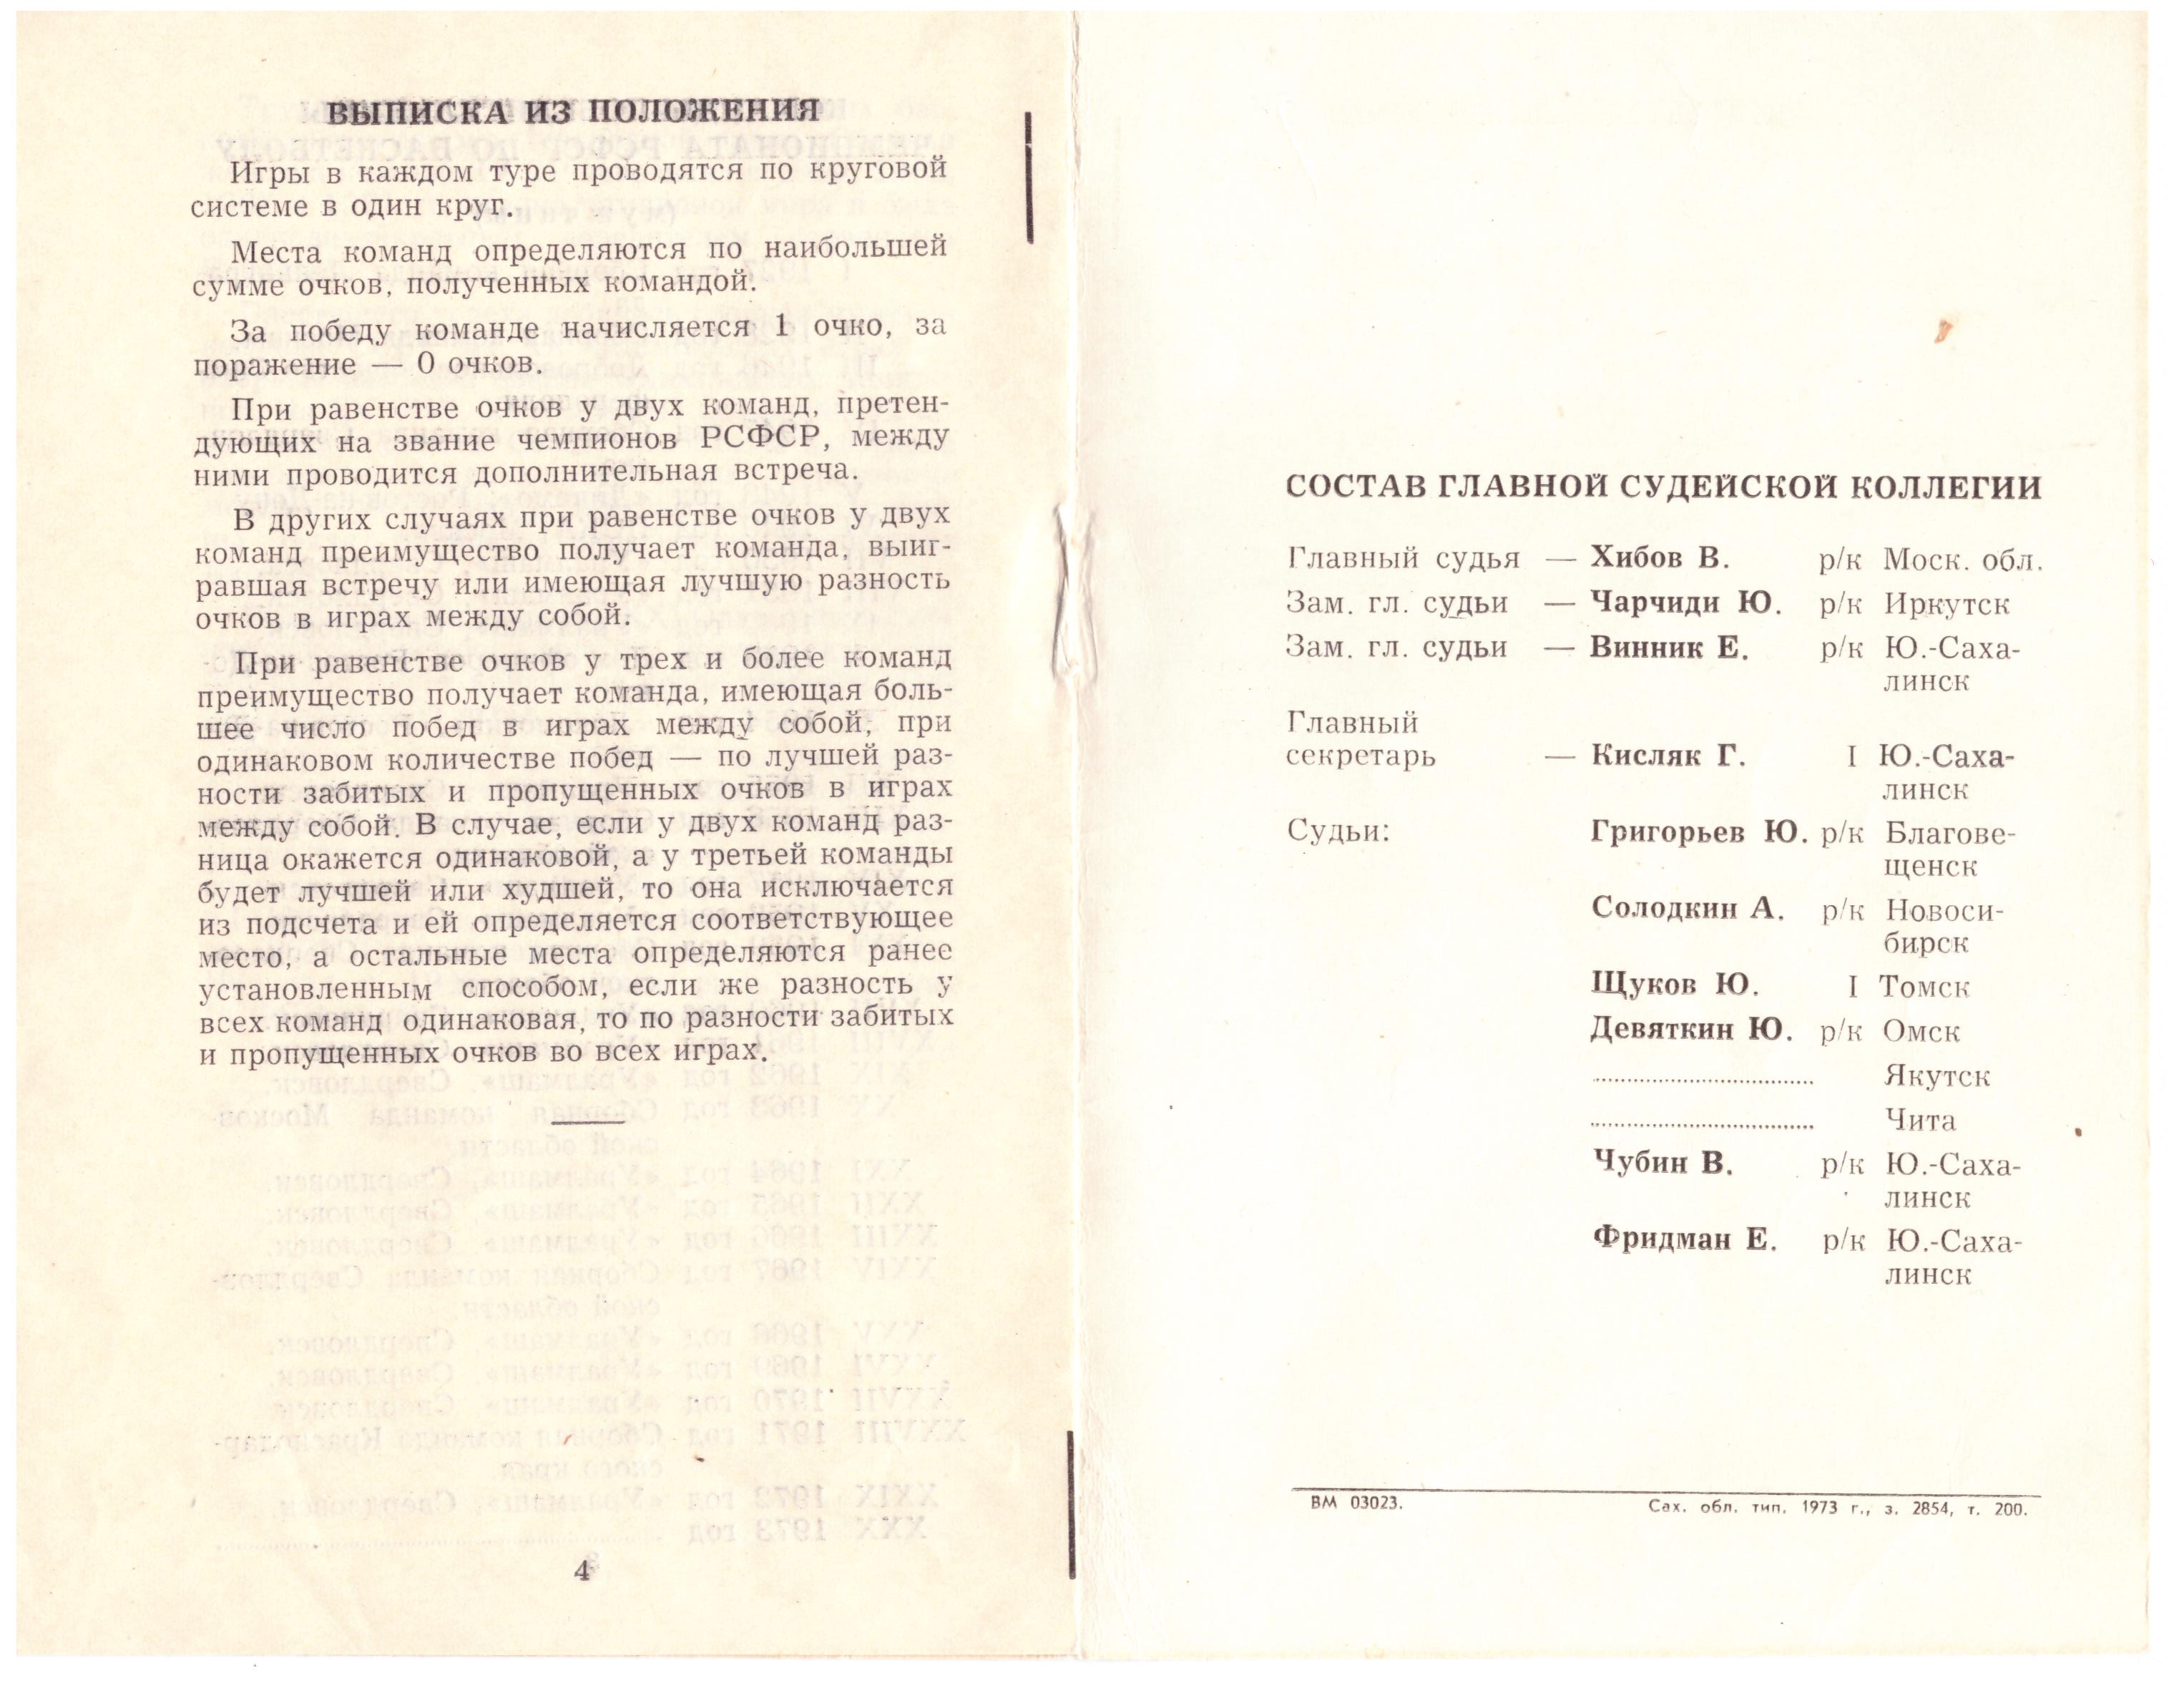 ВЫПИСКА ИЗ ПОЛОЖЕНИЯ
Игры в каждом туре проводятся по круговой
системе в один круг.
Места команд определяются по наибольшей
сумме очков, полученных командой.
За победу команде начисляется 1 очко, за
поражение — 0 очков.
При равенстве очков у двух команд, претен-
дующих на звание чемпионов РСФСР, между
ними проводится дополнительная встреча.
В других случаях при равенстве очков у двух
команд преимущество получает команда, выиг-
равшая встречу или имеющая лучшую разность
очков в играх между собой.
При равенстве очков у трех и более команд
преимущество получает команда, имеющая боль-
шее число побед в играх между собой, при
одинаковом количестве побед — по лучшей раз-
ности забитых и пропущенных очков в играх
между собой. В случае, если у двух команд раз-
ница окажется одинаковой, а у третьей команды
будет лучшей или худшей, то она исключается
из подсчета и ей определяется соответствующее
место, а остальные места определяются ранее
установленным способом, если же разность у
всех команд одинаковая, то по разности забитых
и пропущенных очков во всех играх.
4
СОСТАВ ГЛАВНОЙ СУДЕЙСКОЙ КОЛЛЕГИИ
Главный судья — Хибов В. р/к Моск. обл.
Зам. гл. судьи — Чарчиди Ю. р/к Иркутск
Зам. гл. судьи — Винник Е. р/к Ю.-Саха-
линск
Главный
секретарь — Кисляк Г. I Ю.-Саха-
линск
Судьи: Григорьев Ю. р/к Благове-
щенск
Солодкин А. р/к Новоси-
бирск
Щуков Ю. I Томск
Девяткин Ю. р/к Омск
........................................ Якутск
........................................ Чита
Чубин В. р/к Ю.-Саха-
линск
Фридман Е. р/к Ю.-Саха-
линск
ВМ 03023. Сах. обл. тип. 1973 г., з. 2854, т. 200.